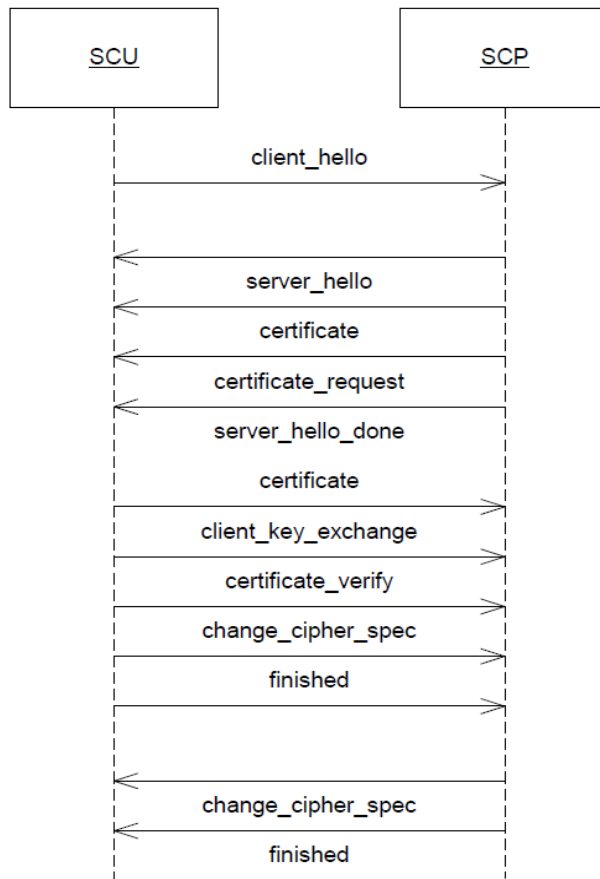 SCU
SCP
client_hello
server_hello
certificate
certificate_request
server_hello_done
certificate
client_key_exchange
certificate_verify
change_cipher_spec
finished
change_cipher_spec
finished